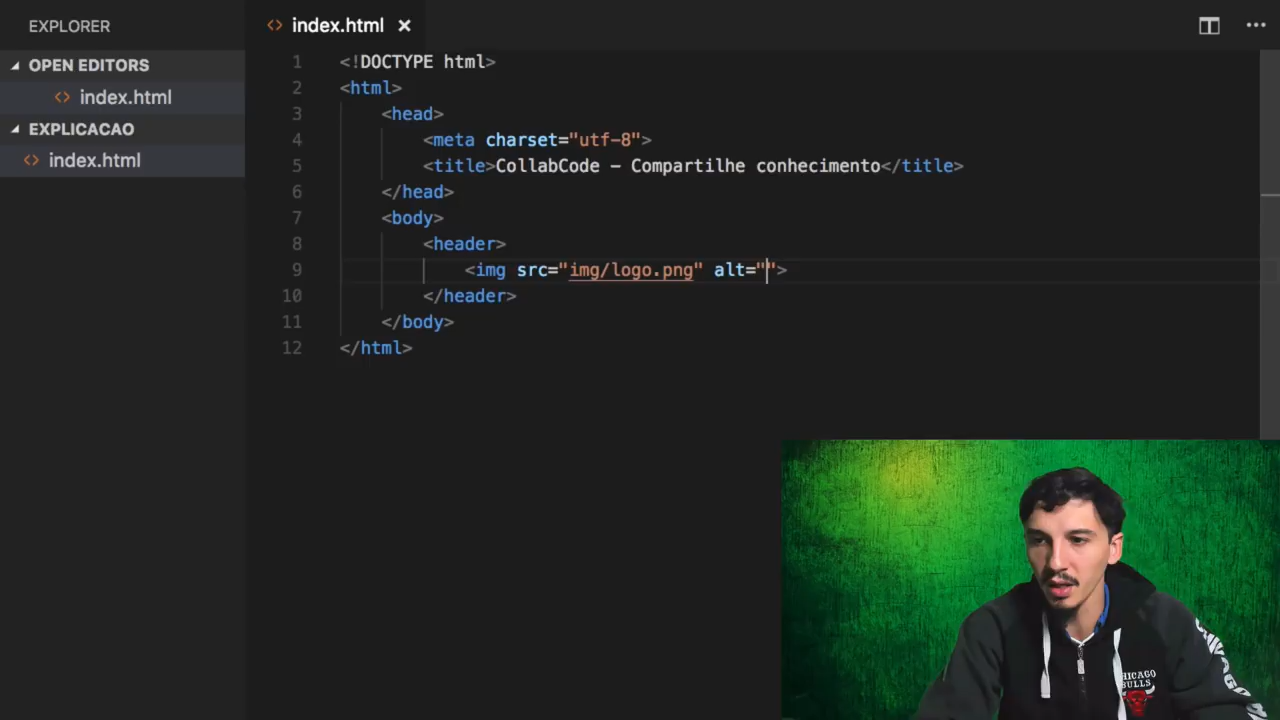 EXPLORER
OPEN EDITORS
index.html
EXPLICACAO
index.html
index.html
1 <!DOCTYPE html>
2 <html>
3 <head>
4 <meta charset="utf-8">
5 <title>CollabCode - Compartilhe conhecimento</title>
6 </head>
7 <body>
8 <header>
9 <img src="img/logo.png" alt="">
10 </header>
11 </body>
12 </html>
CHICAGO
BULLS